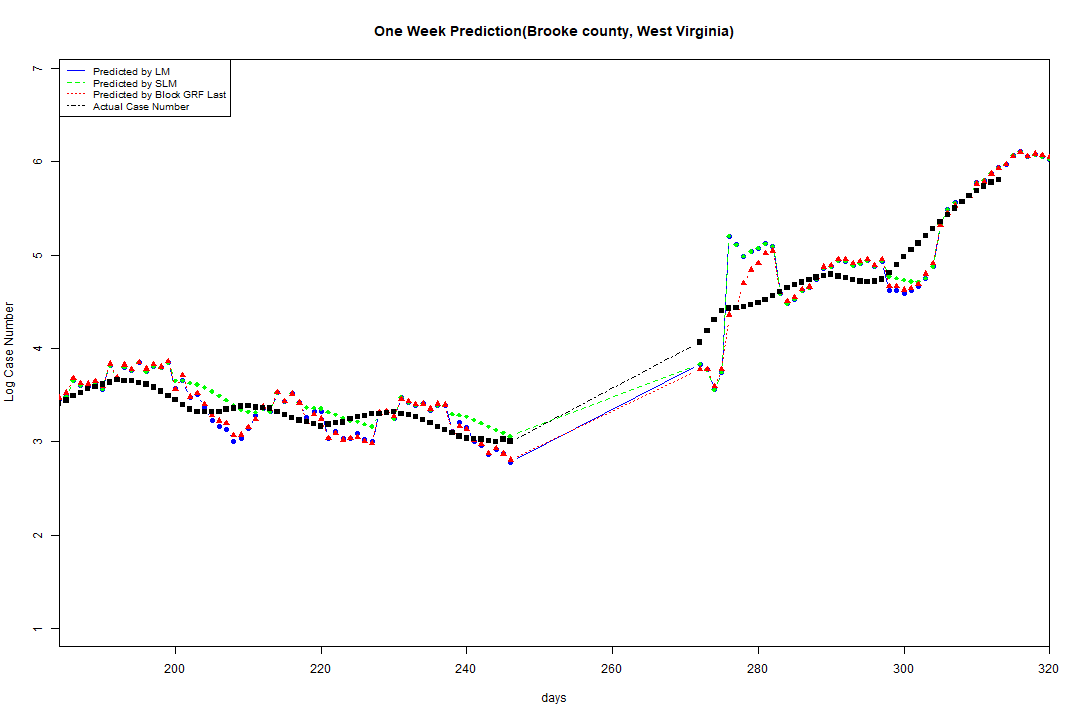 One Week Prediction(Brooke county, West Virginia)
Predicted by LM
Predicted by SLM
Predicted by Block GRF Last
Actual Case Number
Log Case Number
7
6
5
4
3
2
1
200 220 240 260 280 300 320
days